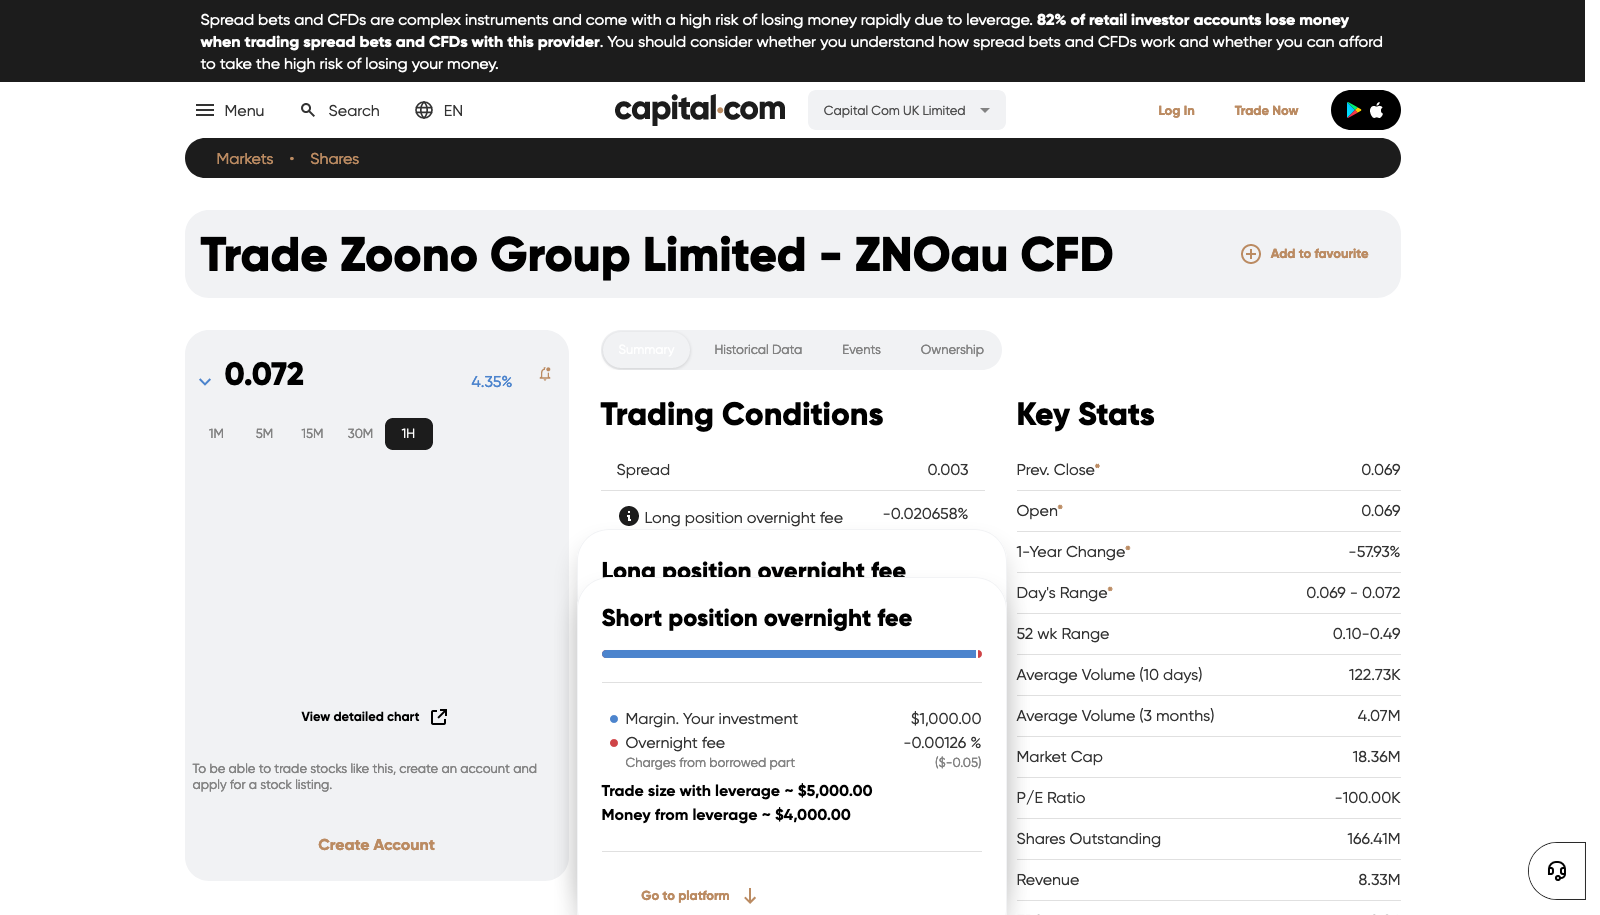 Spread bets and CFDs are complex instruments and come with a high risk of losing money rapidly due to leverage. 82% of retail investor accounts lose money
when trading spread bets and CFDs with this provider. You should consider whether you understand how spread bets and CFDs work and whether you can afford
to take the high risk of losing your money.
Menu
Search
EN
capital.com
Capital Com UK Limited
Log In
Trade Now
Markets · Shares
Trade Zoono Group Limited - ZNOau CFD
Add to favourite
0.072
4.35%
1M 5M 15M 30M 1H
View detailed chart
To be able to trade stocks like this, create an account and
apply for a stock listing.
Create Account
Summary Historical Data Events Ownership
Trading Conditions
Spread 0.003
Long position overnight fee -0.020658%
Long position overnight fee
Short position overnight fee
Margin. Your investment $1,000.00
Overnight fee -0.00126 %
Charges from borrowed part ($-0.05)
Trade size with leverage ~ $5,000.00
Money from leverage ~ $4,000.00
Go to platform
Key Stats
Prev. Close* 0.069
Open* 0.069
1-Year Change* -57.93%
Day's Range* 0.069 - 0.072
52 wk Range 0.10-0.49
Average Volume (10 days) 122.73K
Average Volume (3 months) 4.07M
Market Cap 18.36M
P/E Ratio -100.00K
Shares Outstanding 166.41M
Revenue 8.33M